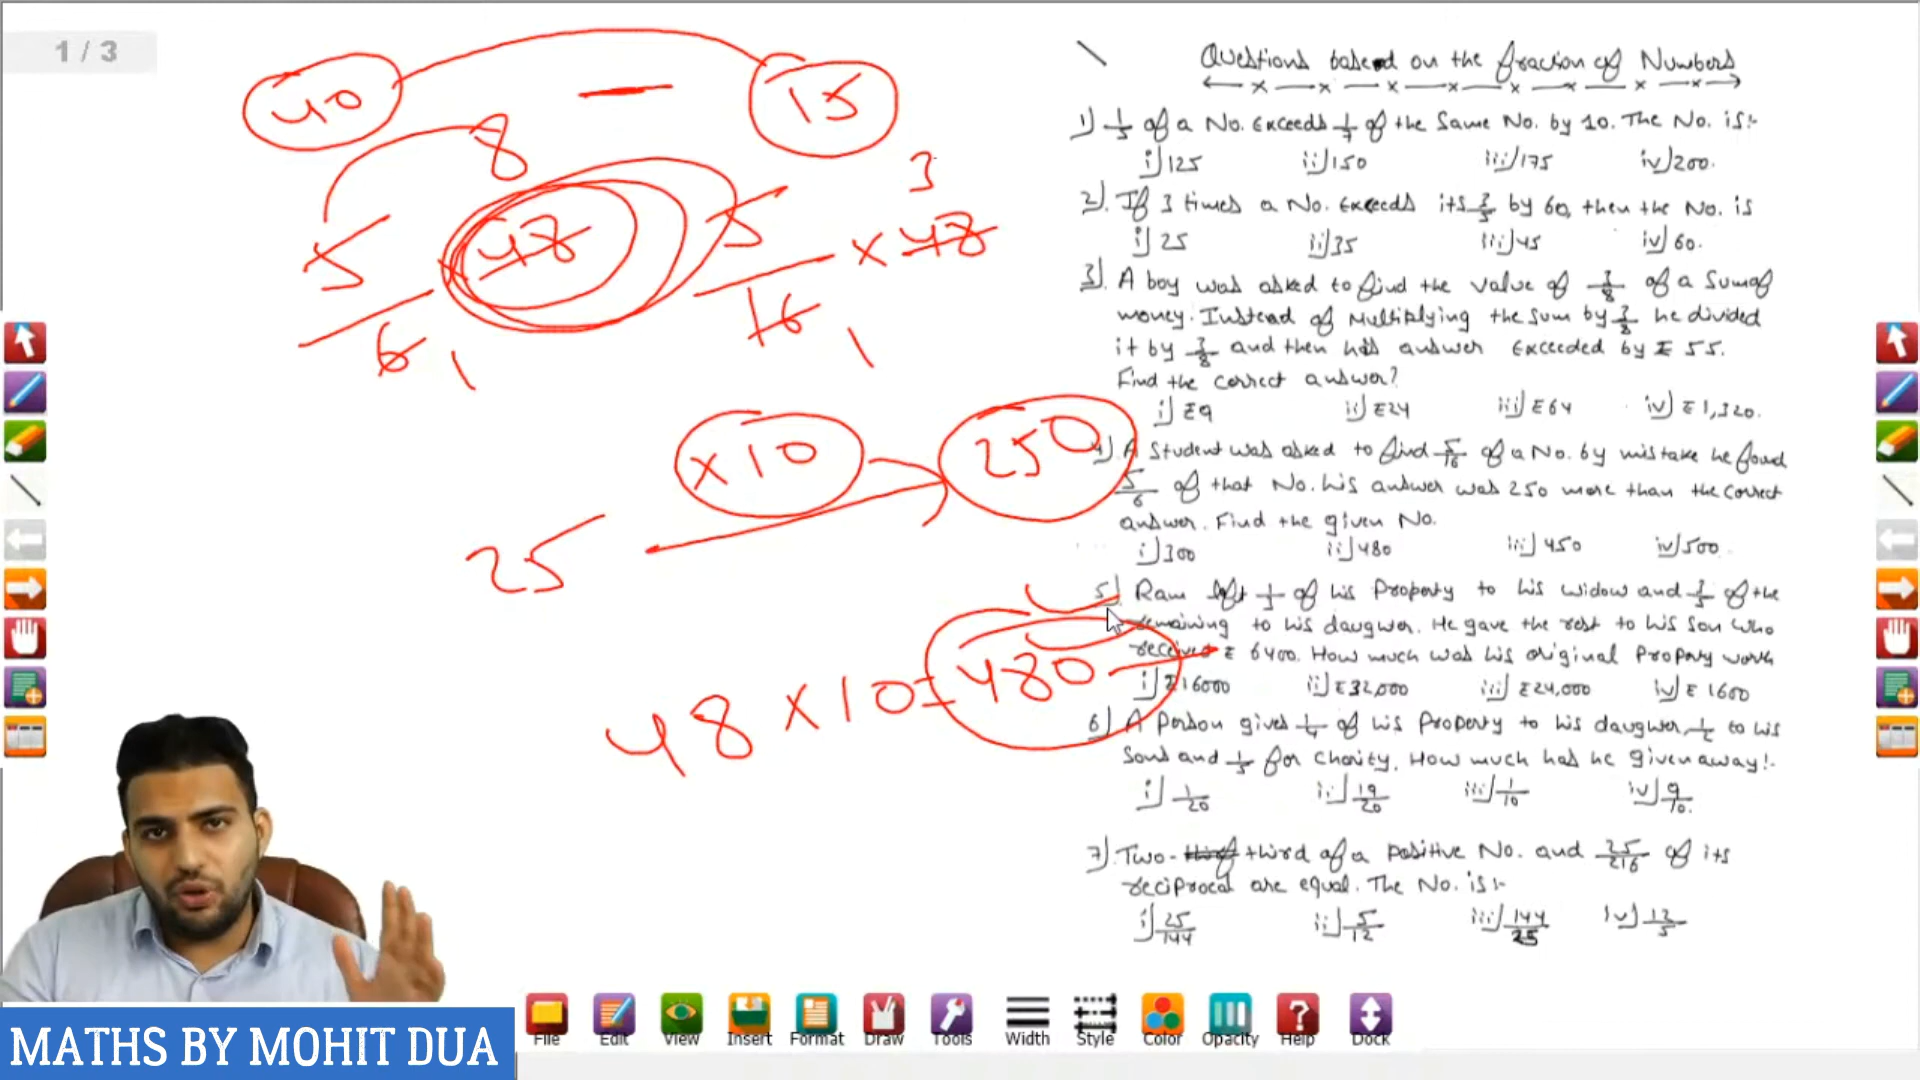 1 / 3
40 — 15
8
3
5 x 48 5 x 48
6 1 16 1
x10 250
25
48 x 10 = 480
Questions based on the fraction of Numbers
1) 1/5 of a No. Exceeds 1/7 of the Same No. by 10. The No. is:-
i) 125 ii) 150 iii) 175 iv) 200.
2). If 3 times a No. Exceeds its 3/5 by 60, then the No. is
i) 25 ii) 35 iii) 45 iv) 60.
3). A boy was asked to find the value of 3/8 of a Sum of
money. Instead of Multiplying the sum by 3/8 he divided
it by 3/8 and then his answer Exceeded by ₹ 55.
Find the correct answer?
i) ₹9 ii) ₹24 iii) ₹64 iv) ₹1,320.
4). A Student was asked to find 5/16 of a No. by mistake he found
5/6 of that No. his answer was 250 more than the correct
answer. Find the given No.
i) 300 ii) 480 iii) 450 iv) 500
5). Ram left 1/3 of his Property to his widow and 3/5 of the
remaining to his daugwer. He gave the rest to his son who
received ₹ 6400. How much was his original Propery worth
i) ₹16000 ii) ₹32,000 iii) ₹24,000 iv) ₹1600
6) A Person gives 1/4 of his Property to his daugwer, to his
Sons and 1/5 for Charity. How much has he given away!.
i) 1/20 ii) 19/20 iii) 1/10 iv) 9/10.
7). Two- third of a Positive No. and 25/216 of its
reciprocal are equal. The No. is:-
i) 25/144 ii) 5/12 iii) 144/25 iv) 12/5
MATHS BY MOHIT DUA
File Edit View Insert Format Draw Tools Width Style Color Opacity Help Dock